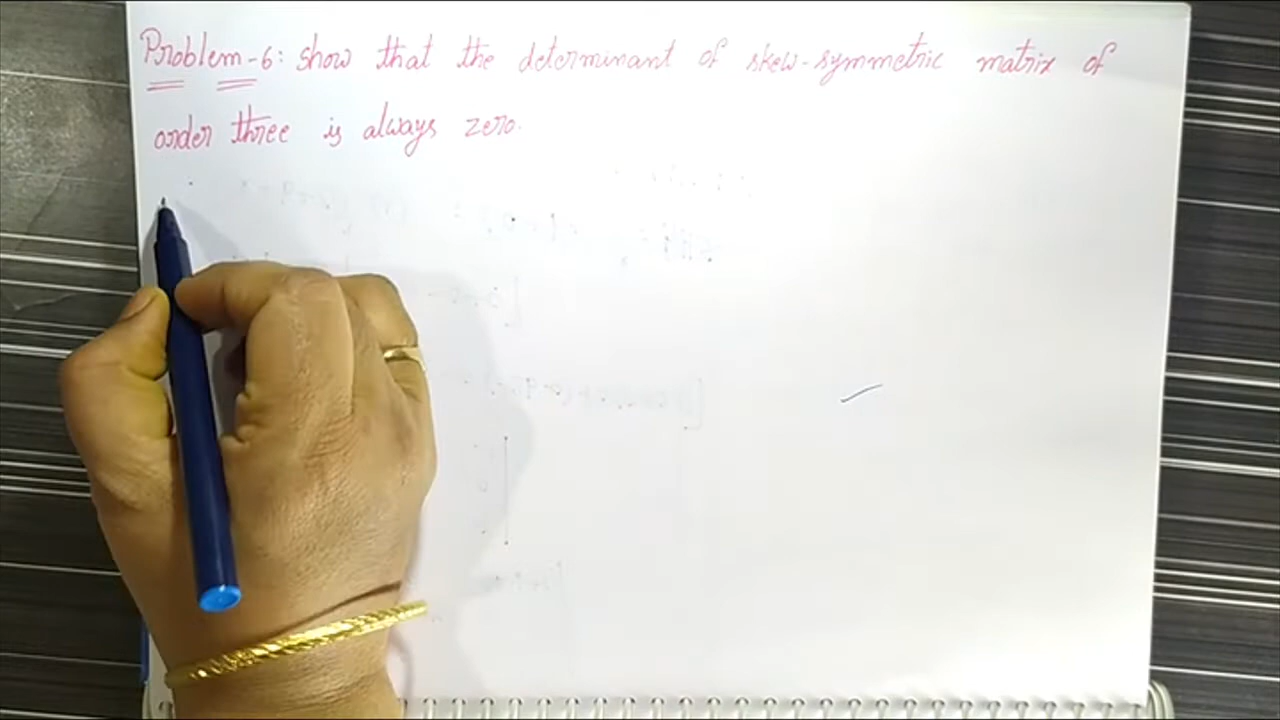 Problem-6: show that the determinant of skew-symmetric matrix of
order three is always zero.